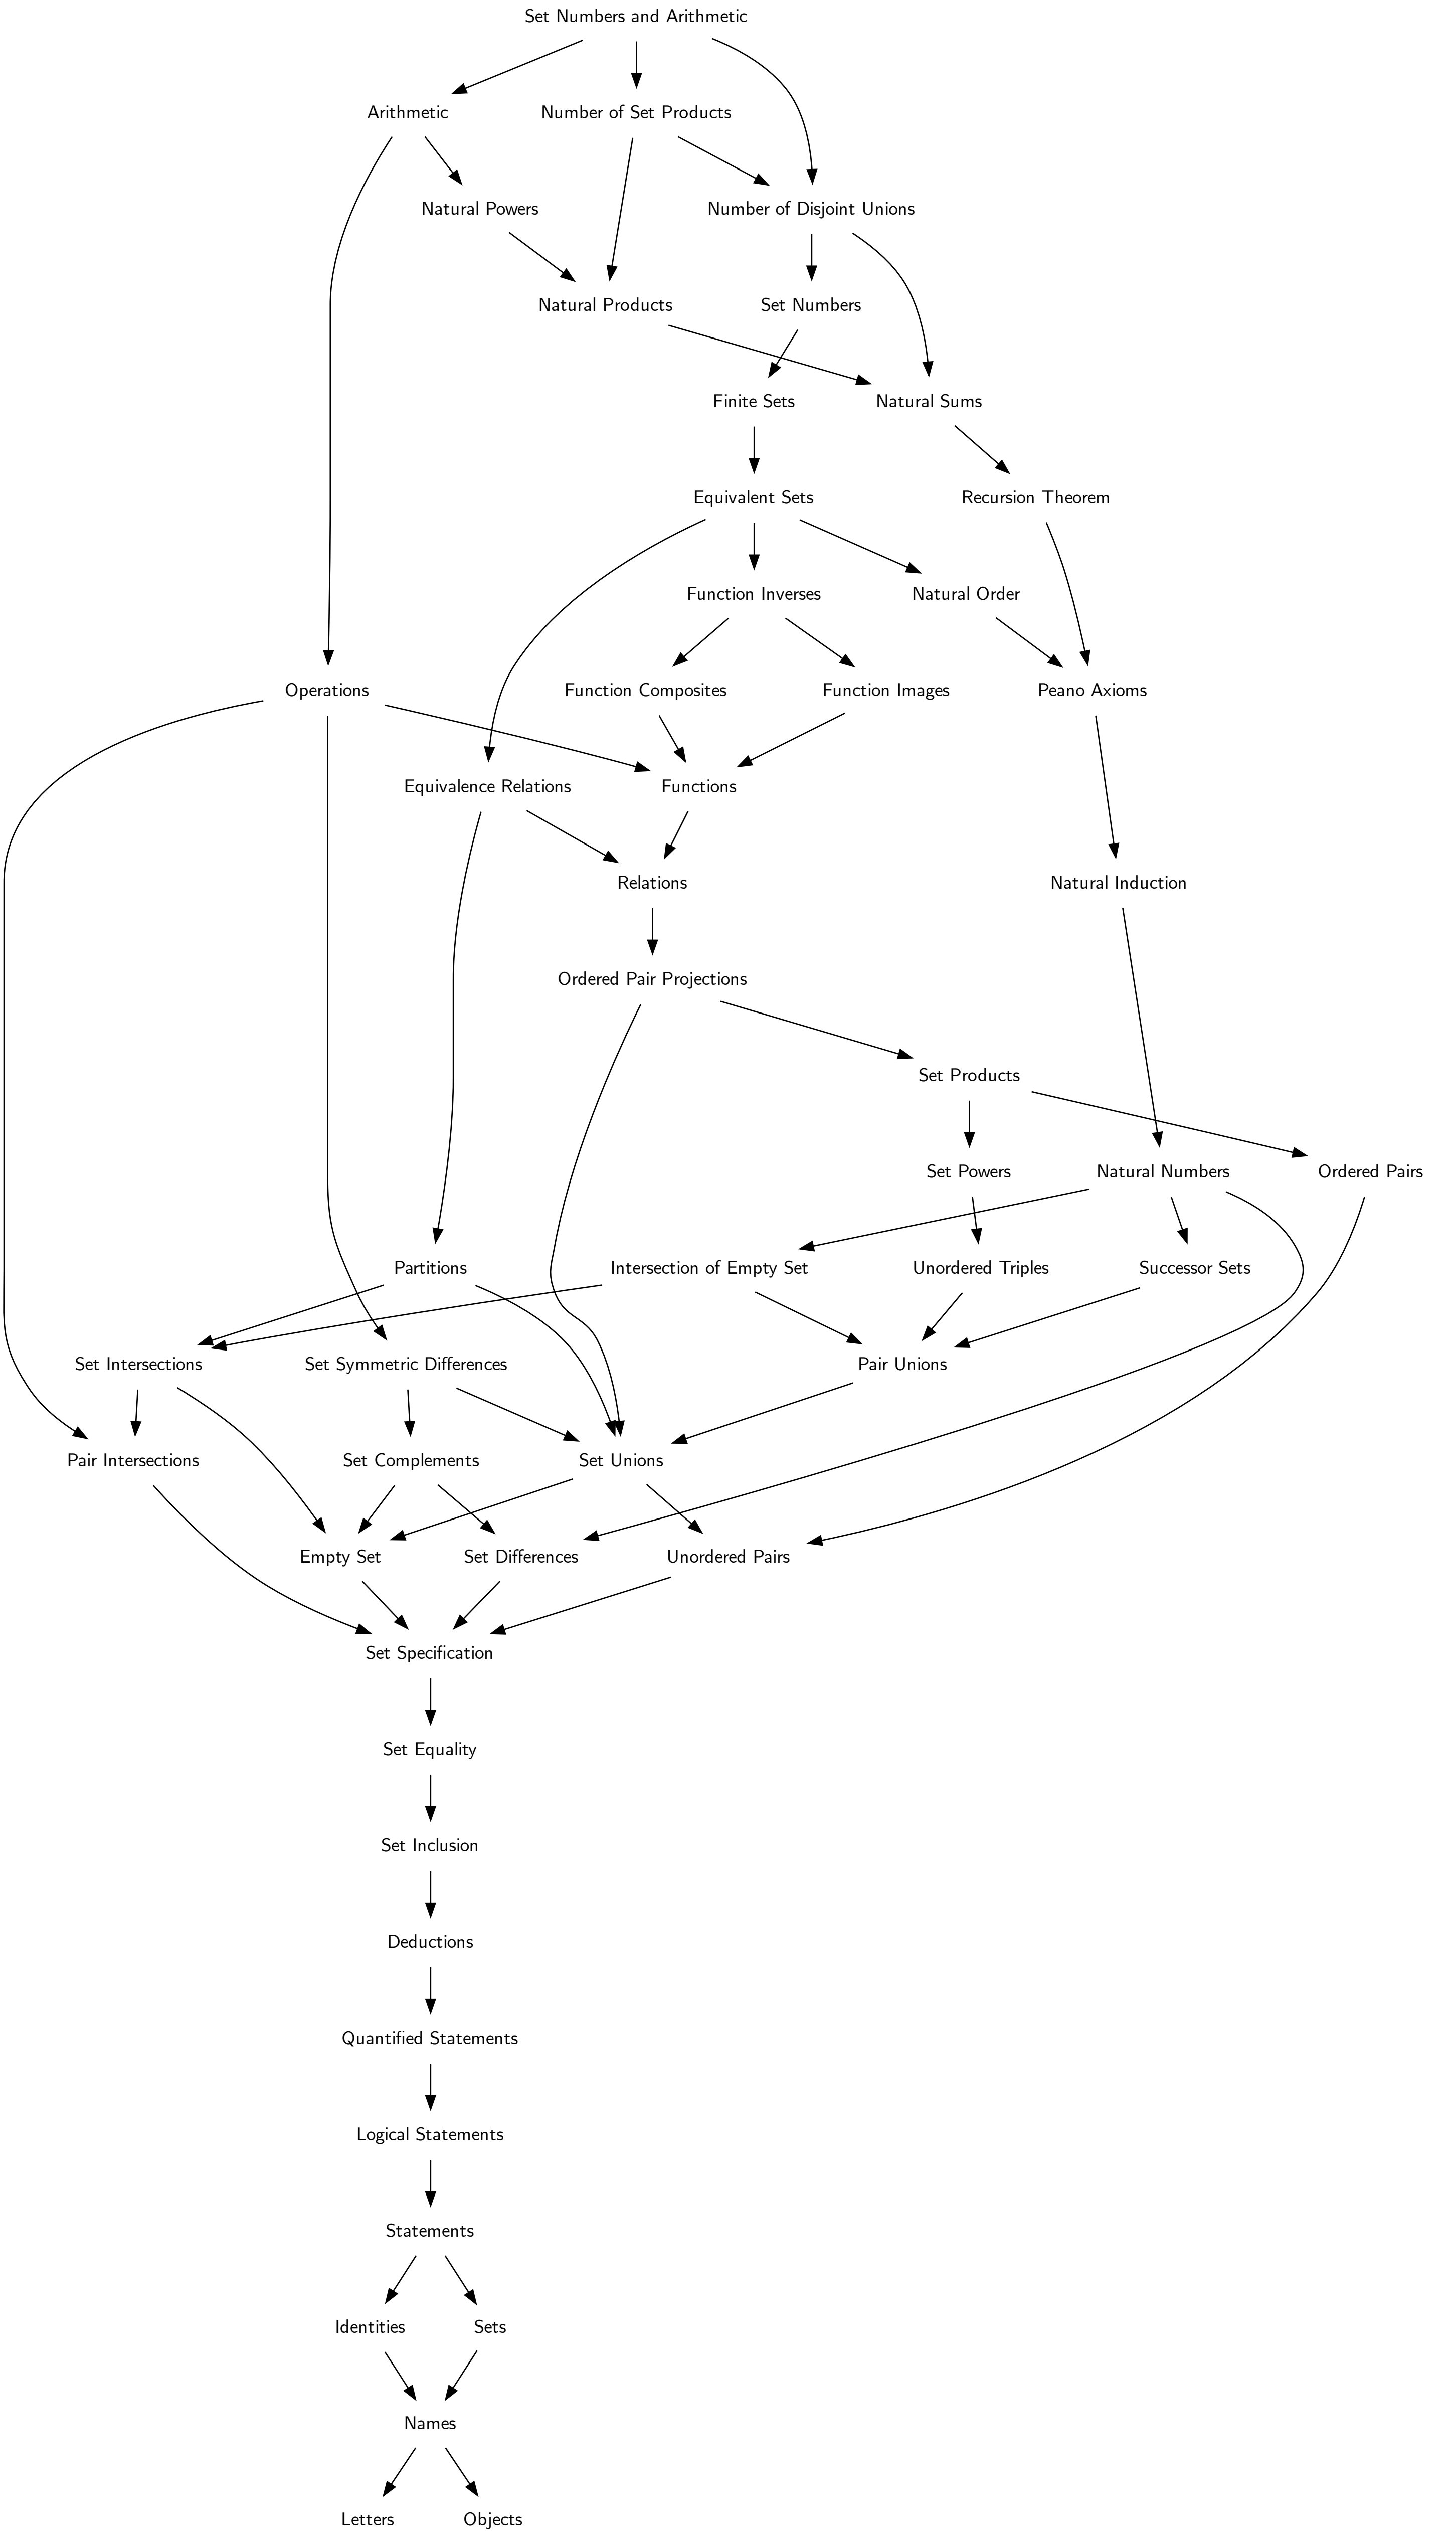 Set Numbers and Arithmetic
Arithmetic
Number of Set Products
Natural Powers
Number of Disjoint Unions
Natural Products
Set Numbers
Finite Sets
Natural Sums
Equivalent Sets
Recursion Theorem
Function Inverses
Natural Order
Operations
Function Composites
Function Images
Peano Axioms
Equivalence Relations
Functions
Relations
Natural Induction
Ordered Pair Projections
Set Products
Set Powers
Natural Numbers
Ordered Pairs
Partitions
Intersection of Empty Set
Unordered Triples
Successor Sets
Set Intersections
Set Symmetric Differences
Pair Unions
Pair Intersections
Set Complements
Set Unions
Empty Set
Set Differences
Unordered Pairs
Set Specification
Set Equality
Set Inclusion
Deductions
Quantified Statements
Logical Statements
Statements
Identities
Sets
Names
Letters
Objects